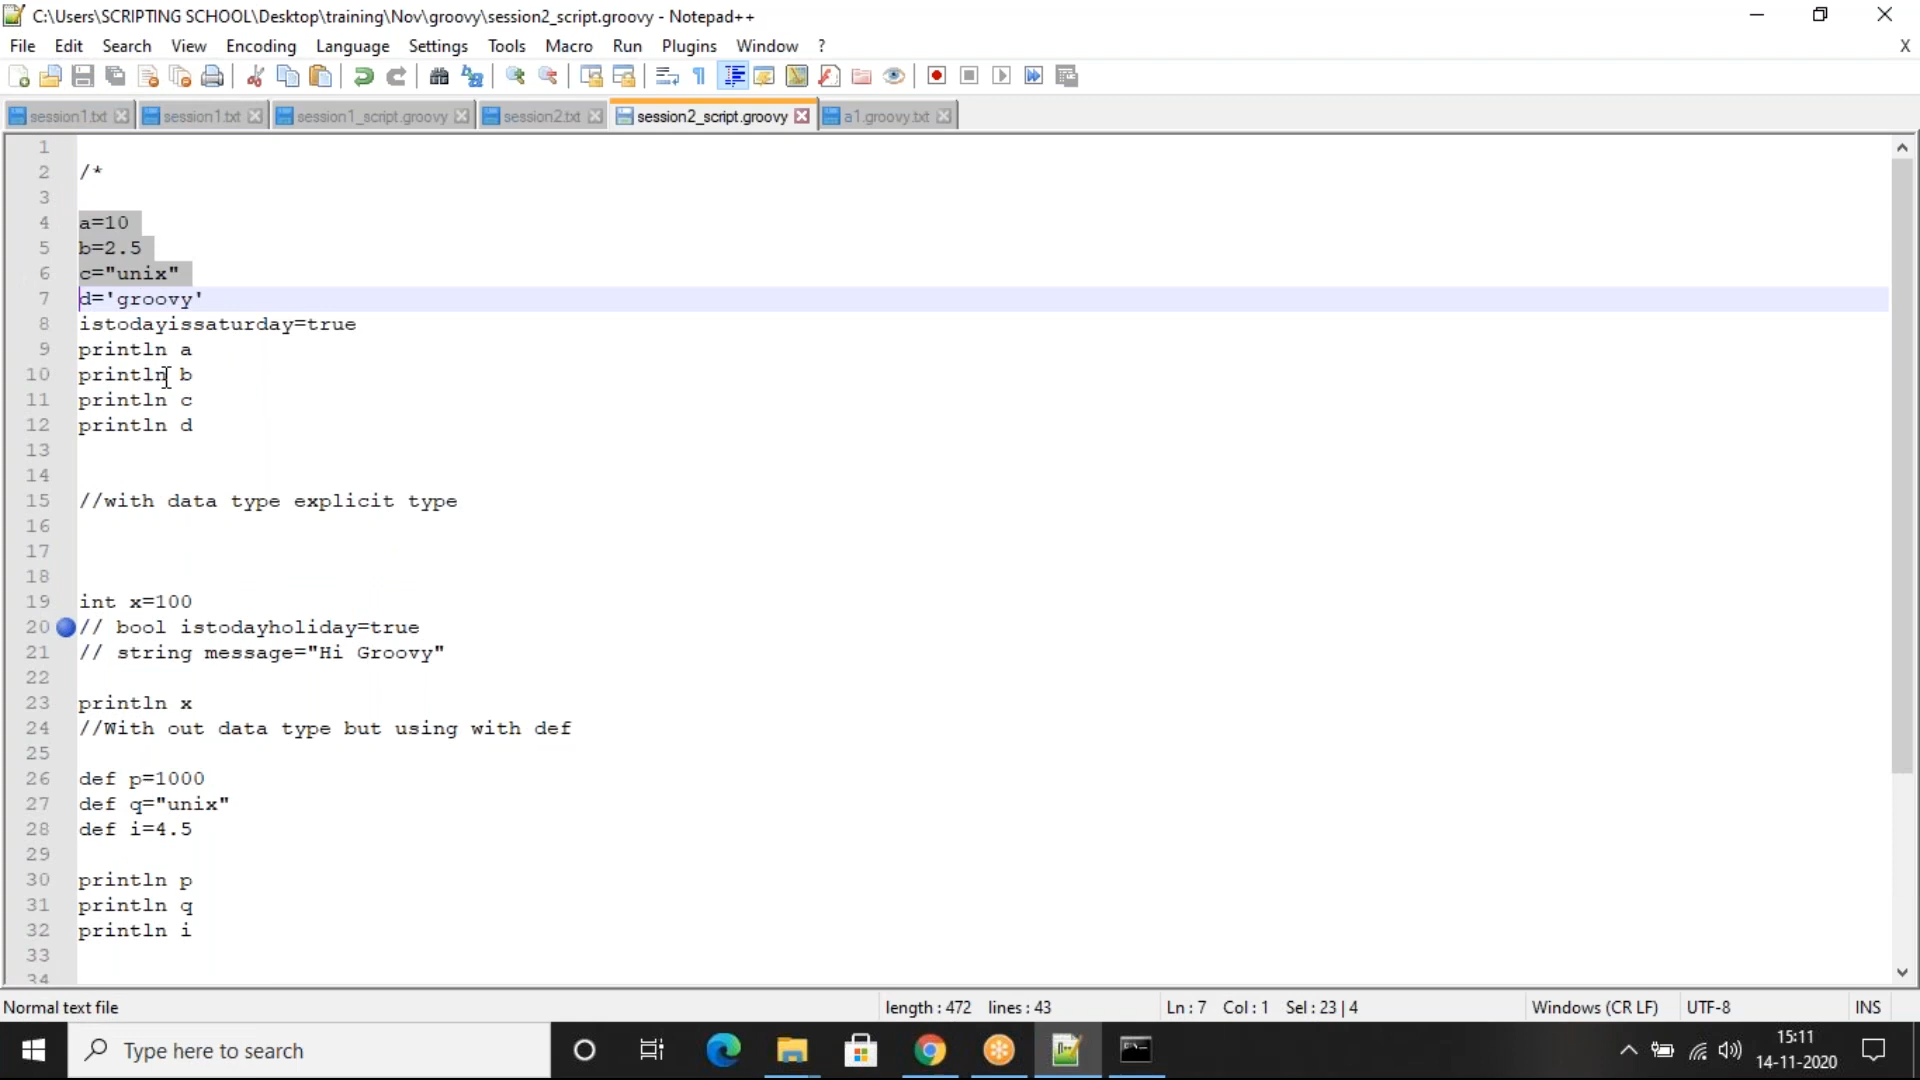 C:\Users\SCRIPTING SCHOOL\Desktop\training\Nov\groovy\session2_script.groovy - Notepad++
File Edit Search View Encoding Language Settings Tools Macro Run Plugins Window ? X
session1.txt session1.txt session1_script.groovy session2.txt session2_script.groovy a1.groovy.txt
1
2 /*
3
4 a=10
5 b=2.5
6 c="unix"
7 d='groovy'
8 istodayissaturday=true
9 println a
10 println b
11 println c
12 println d
13
14
15 //with data type explicit type
16
17
18
19 int x=100
20 // bool istodayholiday=true
21 // string message="Hi Groovy"
22
23 println x
24 //With out data type but using with def
25
26 def p=1000
27 def q="unix"
28 def i=4.5
29
30 println p
31 println q
32 println i
33
34
Normal text file length : 472 lines : 43 Ln : 7 Col : 1 Sel : 23 | 4 Windows (CR LF) UTF-8 INS
Type here to search
15:11
14-11-2020